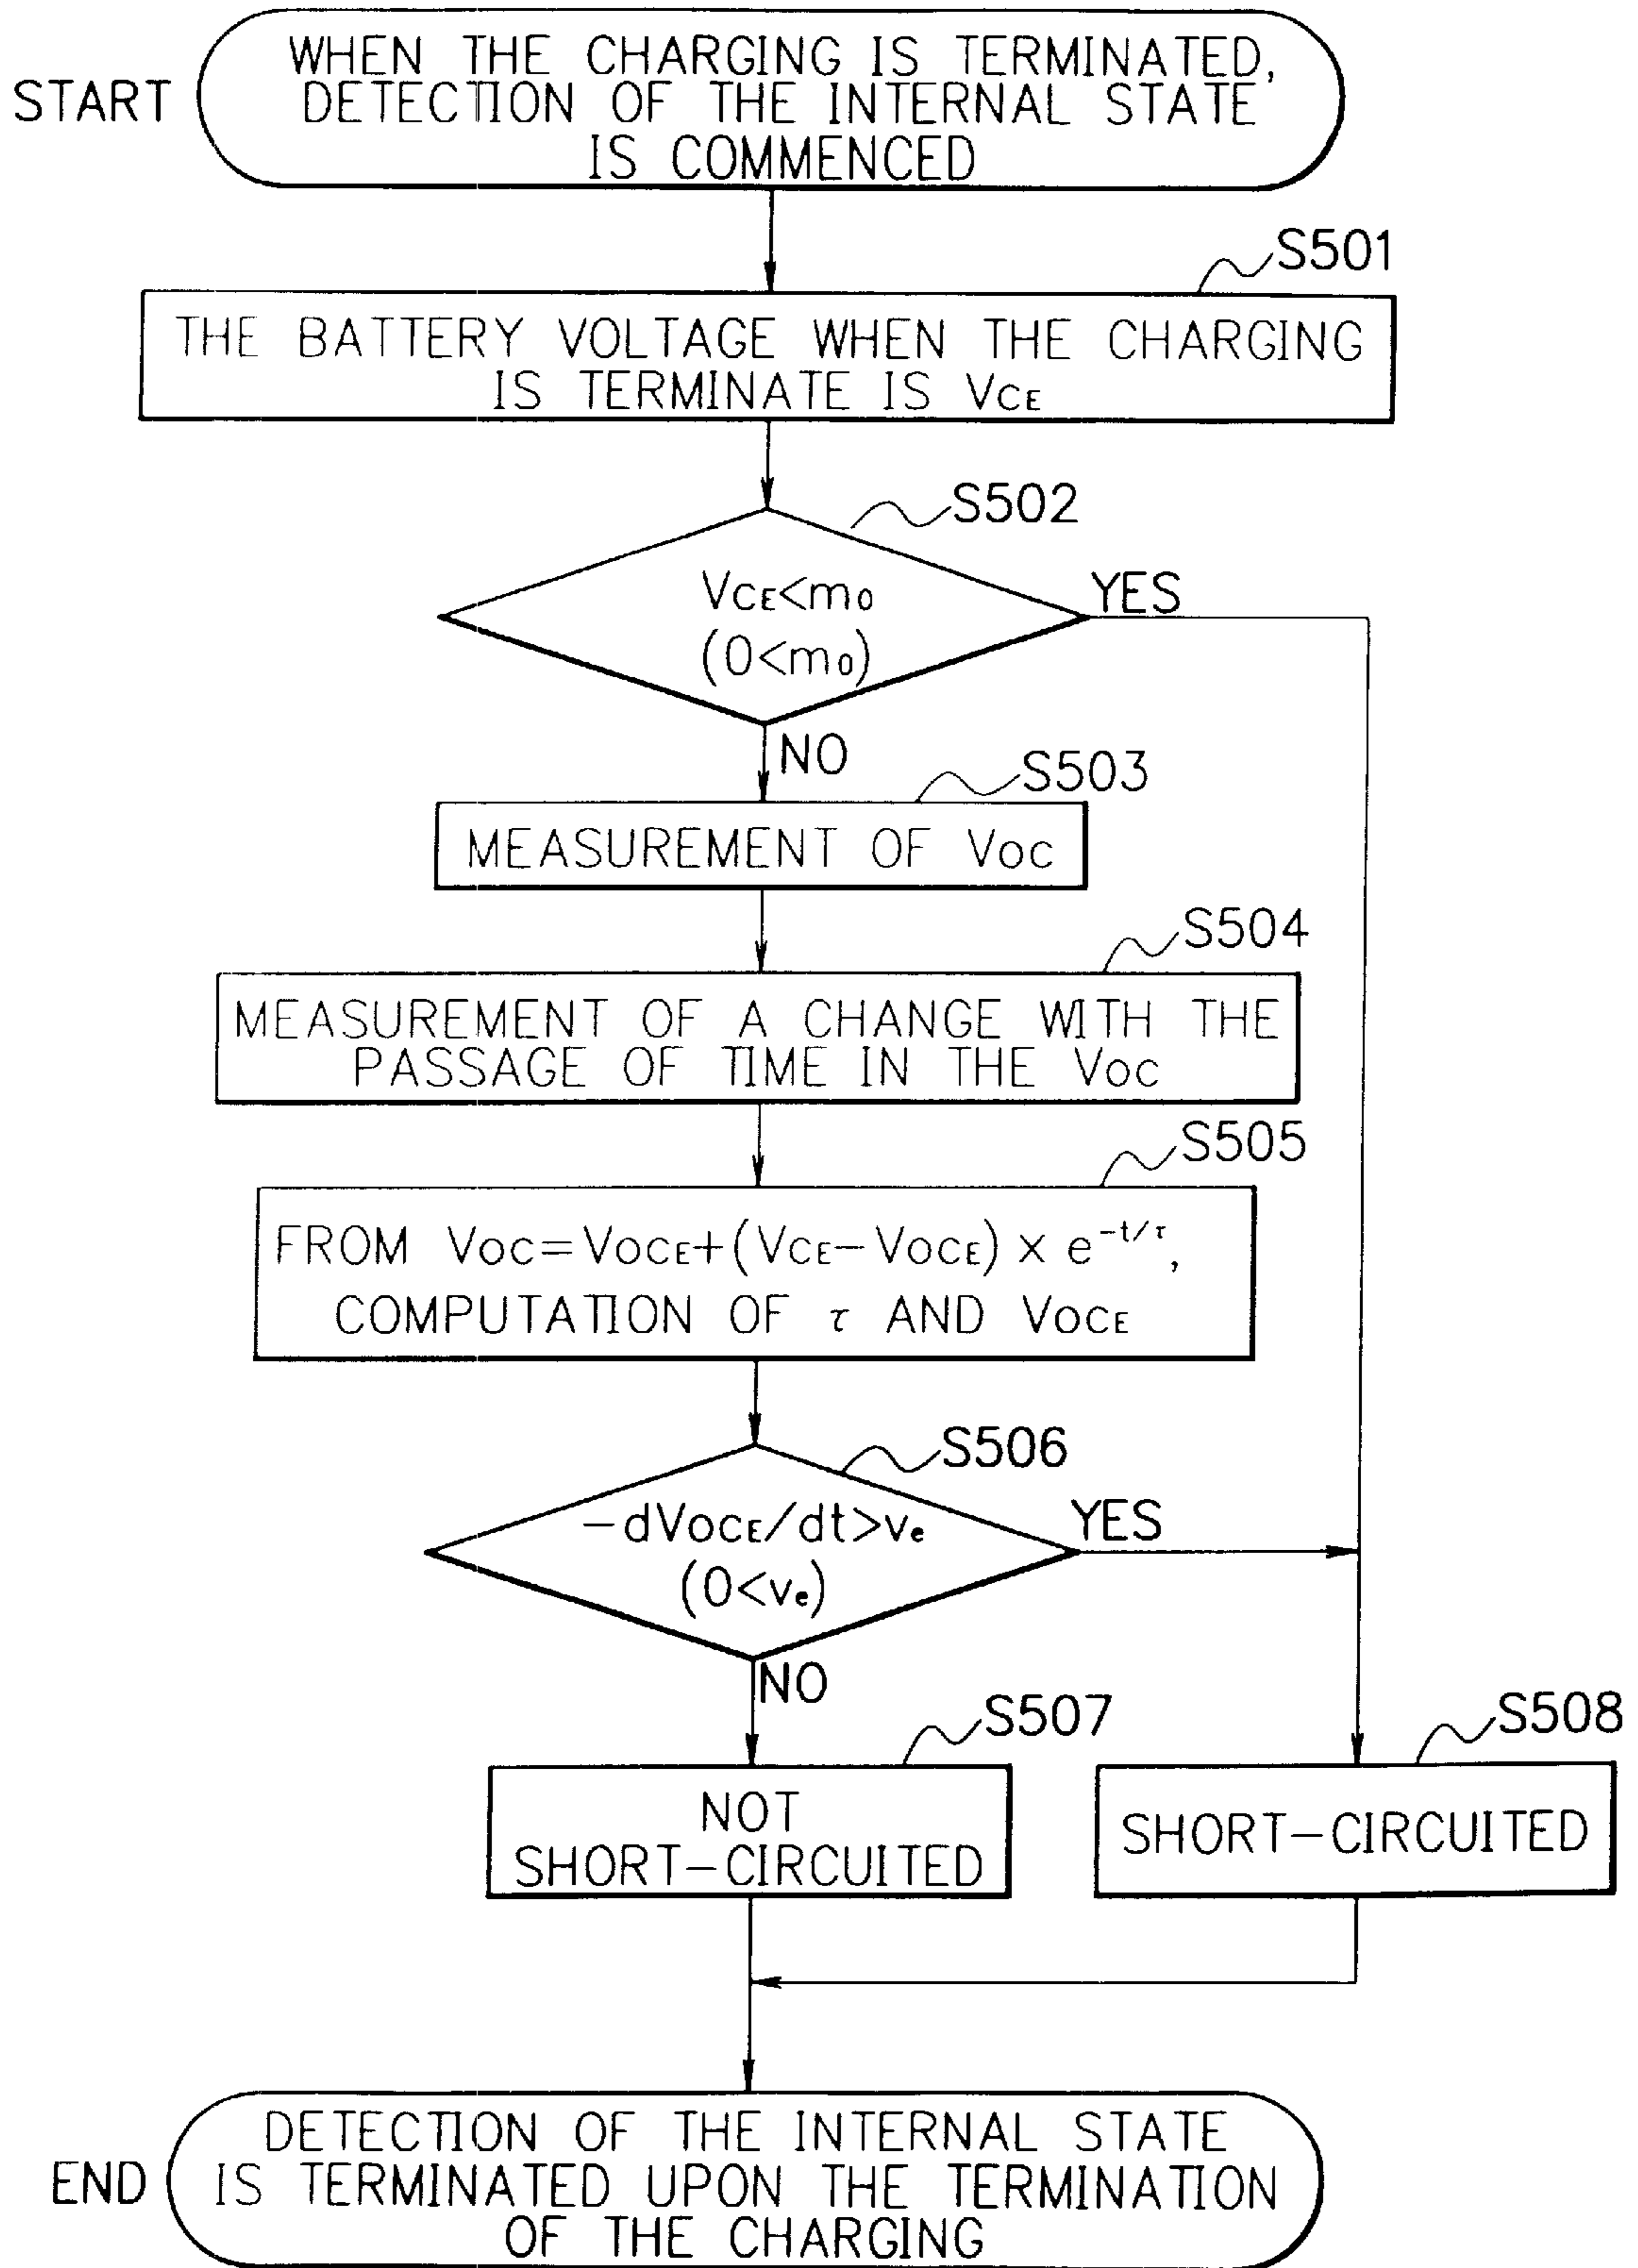 START
WHEN THE CHARGING IS TERMINATED,
DETECTION OF THE INTERNAL STATE
IS COMMENCED
S501
THE BATTERY VOLTAGE WHEN THE CHARGING
IS TERMINATE IS VCE
S502
VCE<m0
(0<m0)
YES
NO
S503
MEASUREMENT OF VOC
S504
MEASUREMENT OF A CHANGE WITH THE
PASSAGE OF TIME IN THE VOC
S505
FROM VOC=VOCE+(VCE−VOCE)×e^−t/τ,
COMPUTATION OF τ AND VOCE
S506
−dVOCE/dt>ve
(0<ve)
YES
NO
S507
NOT
SHORT−CIRCUITED
S508
SHORT−CIRCUITED
END
DETECTION OF THE INTERNAL STATE
IS TERMINATED UPON THE TERMINATION
OF THE CHARGING